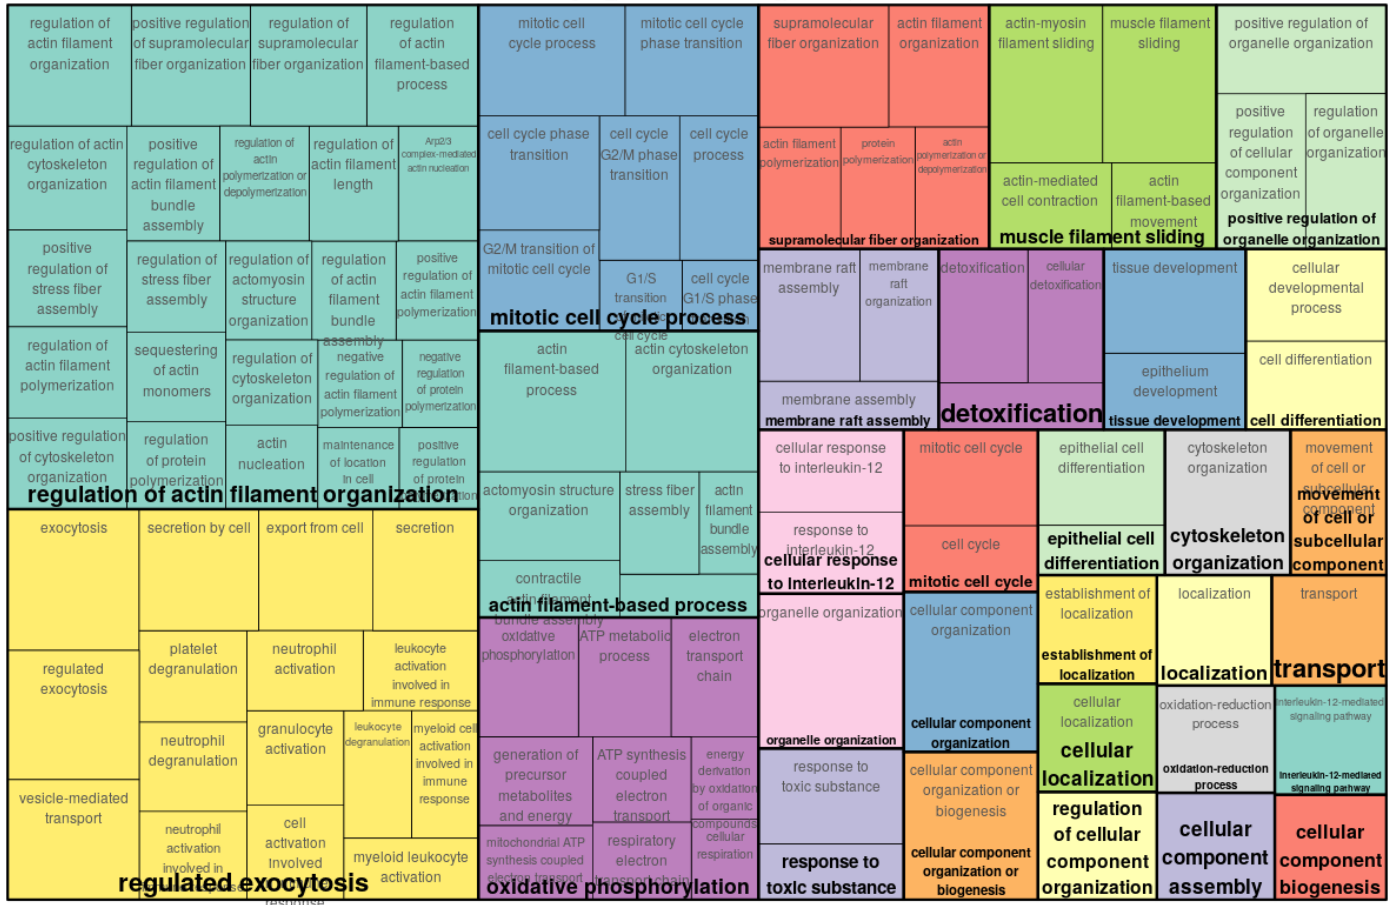 regulation of
actin filament
organization
positive regulation
of supramolecular
fiber organization
regulation of
supramolecular
fiber organization
regulation
of actin
filament-based
process
regulation of actin
cytoskeleton
organization
positive
regulation of
actin filament
bundle
assembly
regulation of
actin
polymerization or
depolymerization
regulation of
actin filament
length
Arp2/3
complex-mediated
actin nucleation
positive
regulation of
stress fiber
assembly
regulation of
stress fiber
assembly
regulation of
actomyosin
structure
organization
regulation
of actin
filament
bundle
assembly
positive
regulation of
actin filament
polymerization
regulation of
actin filament
polymerization
sequestering
of actin
monomers
regulation of
cytoskeleton
organization
negative
regulation of
actin filament
polymerization
negative
regulation
of protein
polymerization
positive regulation
of cytoskeleton
organization
regulation
of protein
polymerization
actin
nucleation
maintenance
of location
in cell
positive
regulation
of protein
regulation of actin filament organization
exocytosis
secretion by cell
export from cell
secretion
regulated
exocytosis
platelet
degranulation
neutrophil
activation
leukocyte
activation
involved in
immune response
neutrophil
degranulation
granulocyte
activation
leukocyte
degranulation
myeloid cell
activation
involved in
immune
response
vesicle-mediated
transport
neutrophil
activation
involved in
cell
activation
involved
response
myeloid leukocyte
activation
regulated exocytosis
mitotic cell
cycle process
mitotic cell cycle
phase transition
cell cycle phase
transition
cell cycle
G2/M phase
transition
cell cycle
process
G2/M transition of
mitotic cell cycle
G1/S
transition
cell cycle
cell cycle
G1/S phase
mitotic cell cycle process
actin
filament-based
process
actin cytoskeleton
organization
actomyosin structure
organization
stress fiber
assembly
actin
filament
bundle
assembly
contractile
actin filament
bundle assembly
actin filament-based process
oxidative
phosphorylation
ATP metabolic
process
electron
transport
chain
generation of
precursor
metabolites
and energy
ATP synthesis
coupled
electron
transport
energy
derivation
by oxidation
of organic
compounds
mitochondrial ATP
synthesis coupled
electron transport
respiratory
electron
transport chain
cellular
respiration
oxidative phosphorylation
supramolecular
fiber organization
actin filament
organization
actin filament
polymerization
protein
polymerization
actin
polymerization or
depolymerization
supramolecular fiber organization
actin-myosin
filament sliding
muscle filament
sliding
actin-mediated
cell contraction
actin
filament-based
movement
muscle filament sliding
positive regulation of
organelle organization
positive
regulation
of cellular
component
organization
regulation
of organelle
organization
positive regulation of
organelle organization
membrane raft
assembly
membrane
raft
organization
membrane assembly
membrane raft assembly
detoxification
cellular
detoxification
detoxification
tissue development
epithelium
development
tissue development
cellular
developmental
process
cell differentiation
cell differentiation
cellular response
to interleukin-12
response to
interleukin-12
cellular response
to interleukin-12
mitotic cell cycle
cell cycle
mitotic cell cycle
epithelial cell
differentiation
epithelial cell
differentiation
cytoskeleton
organization
cytoskeleton
organization
movement
of cell or
subcellular
component
movement
of cell or
subcellular
component
organelle organization
organelle organization
cellular component
organization
cellular component
organization
establishment of
localization
establishment of
localization
localization
localization
transport
transport
cellular
localization
cellular
localization
oxidation-reduction
process
oxidation-reduction
process
interleukin-12-mediated
signaling pathway
interleukin-12-mediated
signaling pathway
response to
toxic substance
response to
toxic substance
cellular component
organization or
biogenesis
cellular component
organization or
biogenesis
regulation
of cellular
component
organization
cellular
component
assembly
cellular
component
biogenesis